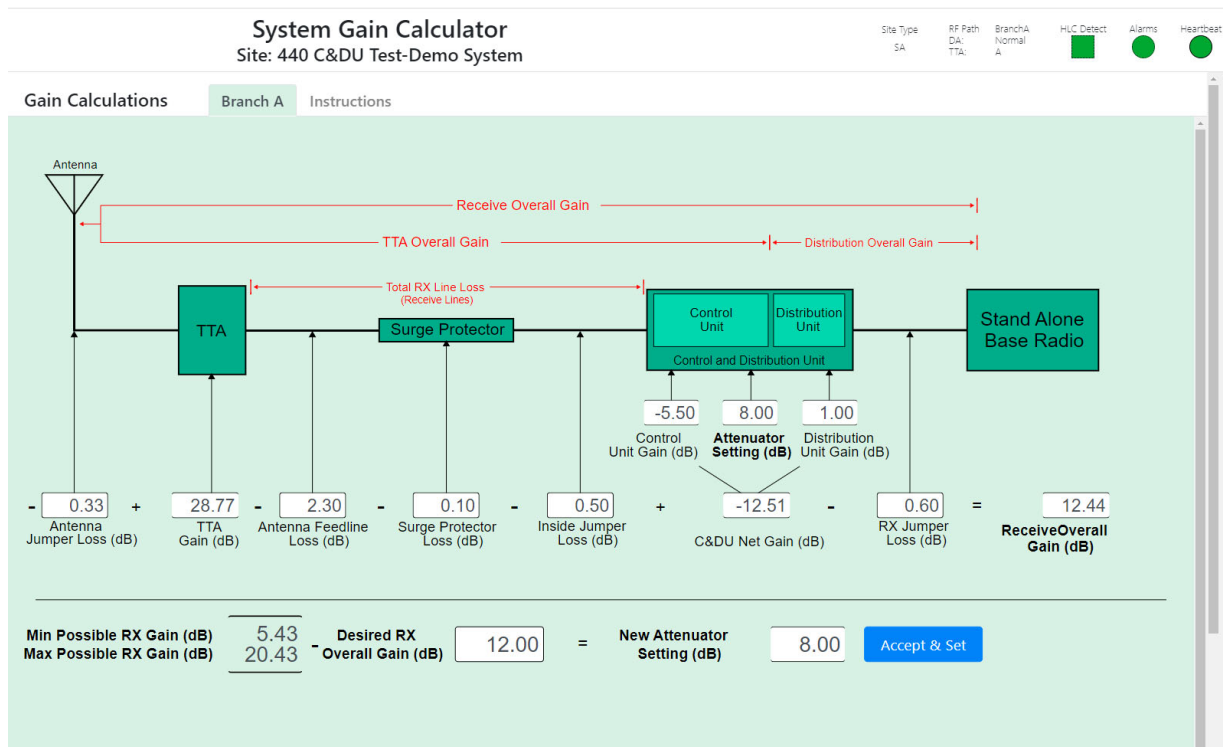 System Gain Calculator
Site: 440 C&DU Test-Demo System
Site Type
SA
RF Path
DA:
TTA:
BranchA
Normal
A
HLC Detect
Alarms
Heartbeat
Gain Calculations
Branch A
Instructions
Antenna
Receive Overall Gain
TTA Overall Gain
Distribution Overall Gain
Total RX Line Loss
(Receive Lines)
TTA
Surge Protector
Control
Unit
Distribution
Unit
Control and Distribution Unit
Stand Alone
Base Radio
-5.50
8.00
1.00
Control
Unit Gain (dB)
Attenuator
Setting (dB)
Distribution
Unit Gain (dB)
- 0.33 + 28.77 - 2.30 - 0.10 - 0.50 + -12.51 - 0.60 = 12.44
Antenna
Jumper Loss (dB)
TTA
Gain (dB)
Antenna Feedline
Loss (dB)
Surge Protector
Loss (dB)
Inside Jumper
Loss (dB)
C&DU Net Gain (dB)
RX Jumper
Loss (dB)
ReceiveOverall
Gain (dB)
Min Possible RX Gain (dB)
Max Possible RX Gain (dB)
5.43
20.43
-
Desired RX
Overall Gain (dB)
12.00
=
New Attenuator
Setting (dB)
8.00
Accept & Set